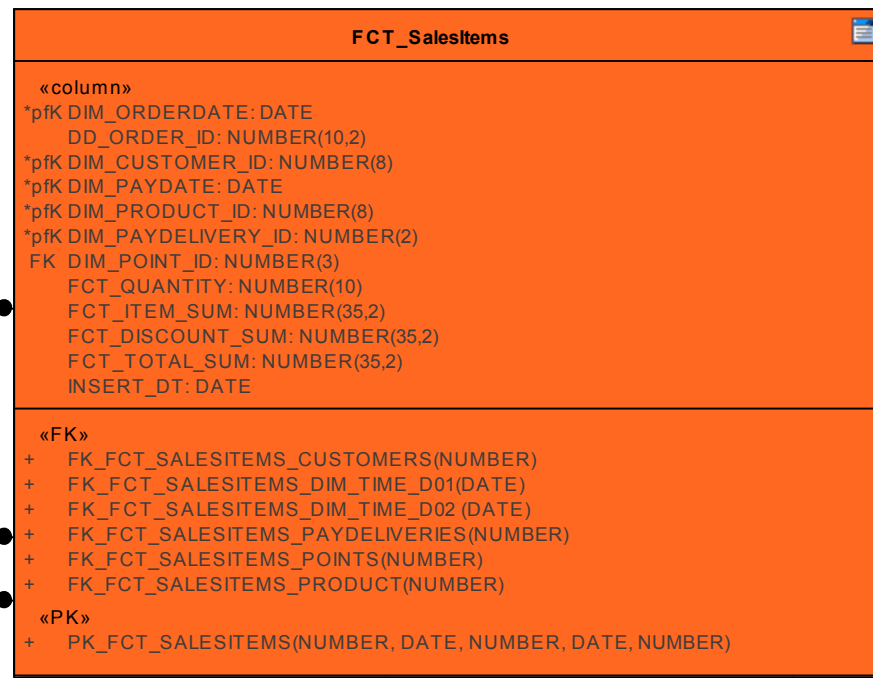 FCT_SalesItems
«column»
*pfK DIM_ORDERDATE: DATE
DD_ORDER_ID: NUMBER(10,2)
*pfK DIM_CUSTOMER_ID: NUMBER(8)
*pfK DIM_PAYDATE: DATE
*pfK DIM_PRODUCT_ID: NUMBER(8)
*pfK DIM_PAYDELIVERY_ID: NUMBER(2)
FK DIM_POINT_ID: NUMBER(3)
FCT_QUANTITY: NUMBER(10)
FCT_ITEM_SUM: NUMBER(35,2)
FCT_DISCOUNT_SUM: NUMBER(35,2)
FCT_TOTAL_SUM: NUMBER(35,2)
INSERT_DT: DATE
«FK»
+ FK_FCT_SALESITEMS_CUSTOMERS(NUMBER)
+ FK_FCT_SALESITEMS_DIM_TIME_D01(DATE)
+ FK_FCT_SALESITEMS_DIM_TIME_D02 (DATE)
+ FK_FCT_SALESITEMS_PAYDELIVERIES(NUMBER)
+ FK_FCT_SALESITEMS_POINTS(NUMBER)
+ FK_FCT_SALESITEMS_PRODUCT(NUMBER)
«PK»
+ PK_FCT_SALESITEMS(NUMBER, DATE, NUMBER, DATE, NUMBER)